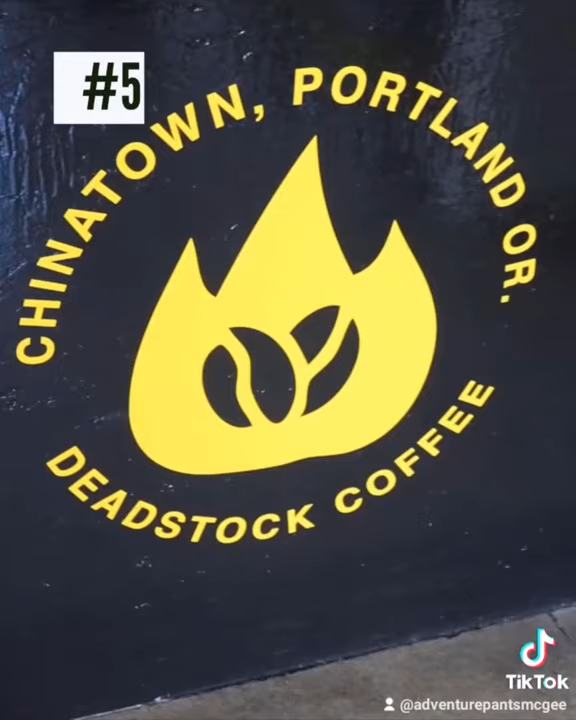 #5
CHINATOWN, PORTLAND OR.
DEADSTOCK COFFEE
TikTok
@adventurepantsmcgee